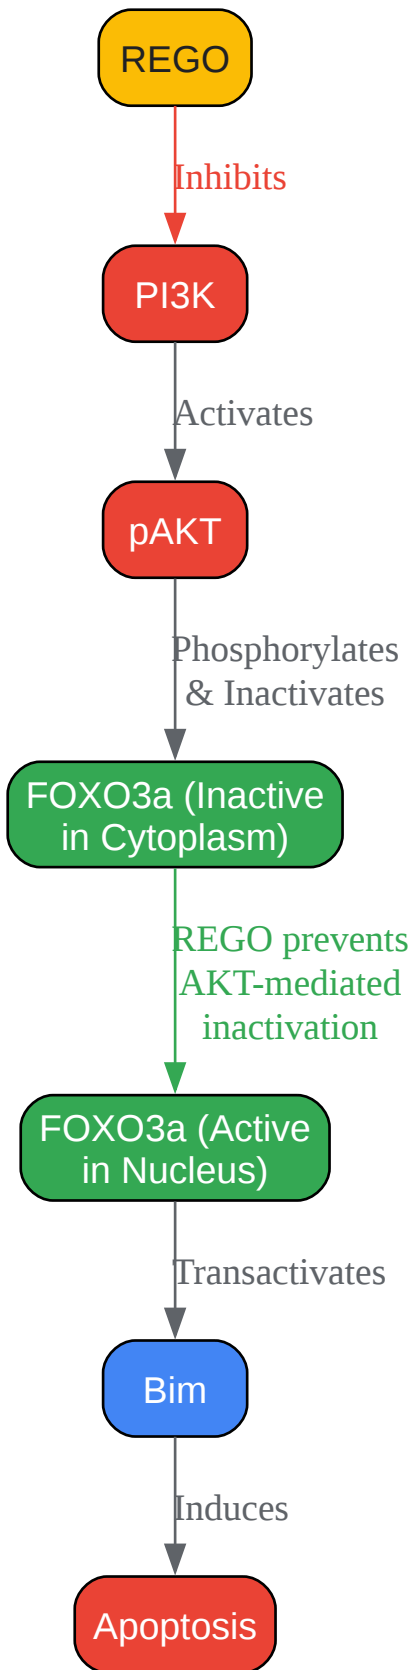 REGO
Inhibits
PI3K
Activates
pAKT
Phosphorylates
& Inactivates
FOXO3a (Inactive
in Cytoplasm)
REGO prevents
AKT-mediated
inactivation
FOXO3a (Active
in Nucleus)
Transactivates
Bim
Induces
Apoptosis